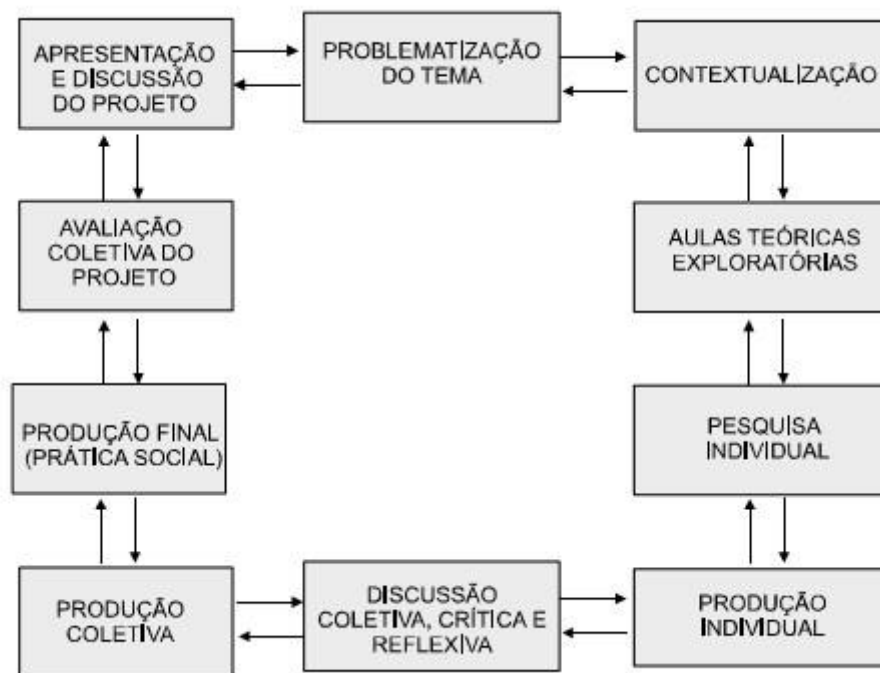 APRESENTAÇÃO
E DISCUSSÃO
DO PROJETO
PROBLEMATIZAÇÃO
DO TEMA
CONTEXTUALIZAÇÃO
AVALIAÇÃO
COLETIVA DO
PROJETO
AULAS TEÓRICAS
EXPLORATÓRIAS
PRODUÇÃO FINAL
(PRÁTICA SOCIAL)
PESQUISA
INDIVIDUAL
PRODUÇÃO
COLETIVA
DISCUSSÃO
COLETIVA, CRÍTICA E
REFLEXIVA
PRODUÇÃO
INDIVIDUAL